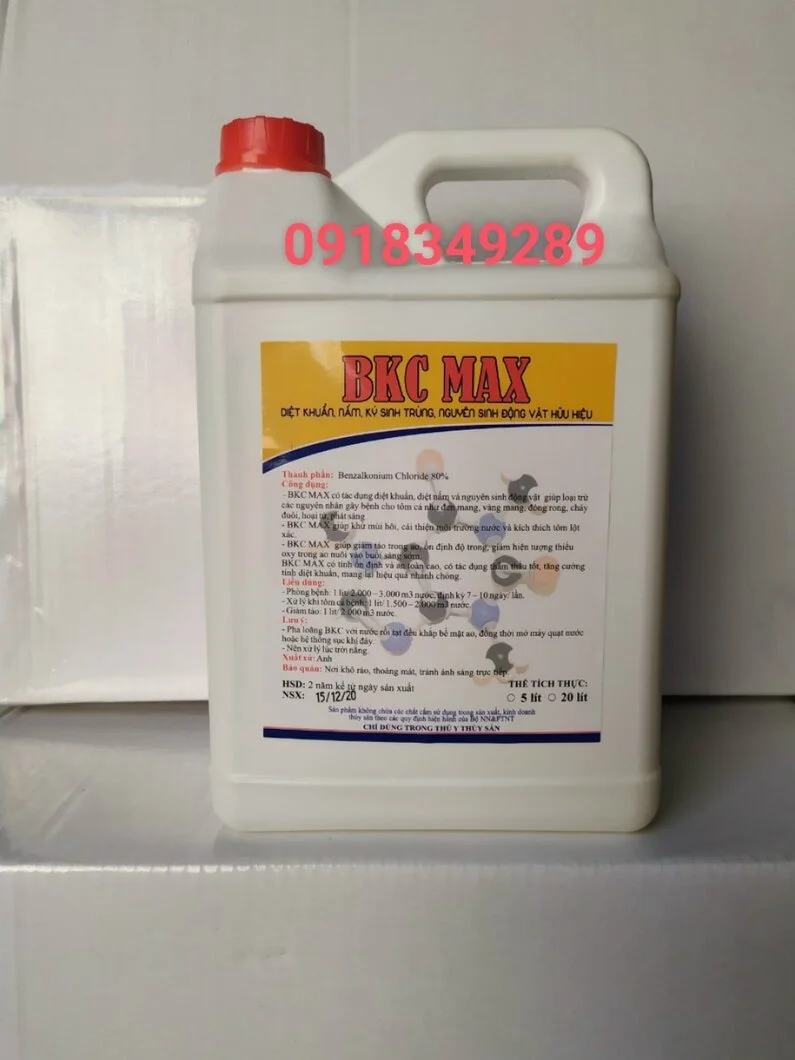 0918349289
BKC MAX
DIỆT KHUẨN, NẤM, KÝ SINH TRÙNG, NGUYÊN SINH ĐỘNG VẬT HỮU HIỆU
Thành phần: Benzalkonium Chloride 80%
Công dụng:
- BKC MAX có tác dụng diệt khuẩn, diệt nấm và nguyên sinh động vật giúp loại trừ
các nguyên nhân gây bệnh cho tôm cá như đen mang, vàng mang, đóng rong, cháy
đuôi, hoại tử, phát sáng.
- BKC MAX giúp khử mùi hôi, cải thiện môi trường nước và kích thích tôm lột
xác.
- BKC MAX giúp giảm tảo trong ao, ổn định độ trong, giảm hiện tượng thiếu
oxy trong ao nuôi vào buổi sáng sớm.
BKC MAX có tính ổn định và an toàn cao, có tác dụng thẩm thấu tốt, tăng cường
tính diệt khuẩn, mang lại hiệu quả nhanh chóng.
Liều dùng:
- Phòng bệnh: 1 lít/ 2.000 - 3.000 m3 nước, định kỳ 7 – 10 ngày/ lần.
- Xử lý khi tôm cá bệnh: 1 lít/ 1.500 - 2.000 m3 nước.
- Giảm tảo: 1 lít/ 2.000 m3 nước.
Lưu ý:
- Pha loãng BKC với nước rồi tạt đều khắp bề mặt ao, đồng thời mở máy quạt nước
hoặc hệ thống sục khí đáy.
- Nên xử lý lúc trời nắng.
Xuất xứ: Anh
Bảo quản: Nơi khô ráo, thoáng mát, tránh ánh sáng trực tiếp.
HSD: 2 năm kể từ ngày sản xuất
NSX: 15/12/20
THỂ TÍCH THỰC:
5 lít 20 lít
Sản phẩm không chứa các chất cấm sử dụng trong sản xuất, kinh doanh
thủy sản theo các quy định hiện hành của Bộ NN&PTNT
CHỈ DÙNG TRONG THÚ Y THỦY SẢN